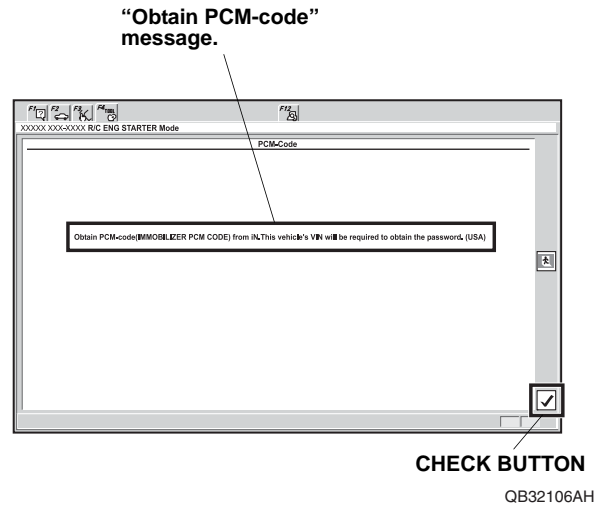 “Obtain PCM-code”
message.
F1 F2 F3 F4 TOOL F12
XXXXX XXX-XXXX R/C ENG STARTER Mode
PCM-Code
Obtain PCM-code(IMMOBILIZER PCM CODE) from iN.This vehicle's VIN will be required to obtain the password. (USA)
CHECK BUTTON
QB32106AH